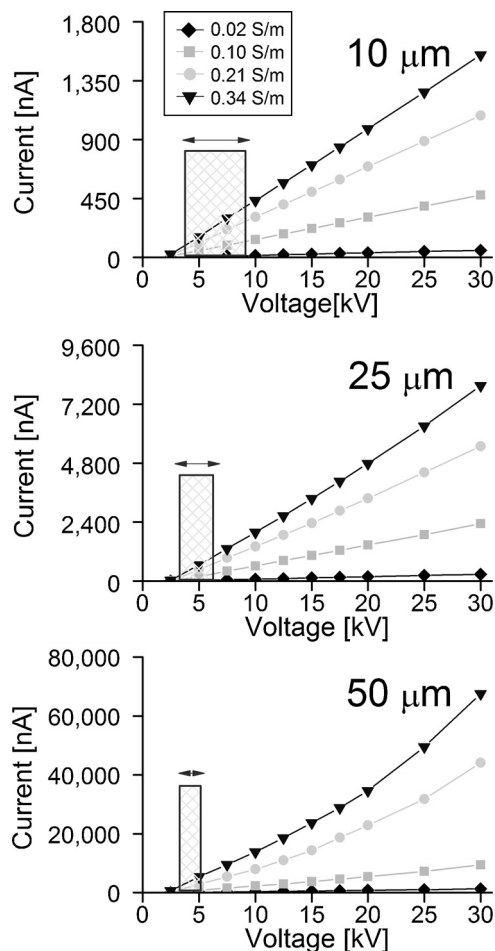 1,800
1,350
900
450
0
Current [nA]
0.02 S/m
0.10 S/m
0.21 S/m
0.34 S/m
10 μm
0 5 10 15 20 25 30
Voltage[kV]
9,600
7,200
4,800
2,400
0
Current [nA]
25 μm
0 5 10 15 20 25 30
Voltage [kV]
80,000
60,000
40,000
20,000
0
Current [nA]
50 μm
0 5 10 15 20 25 30
Voltage [kV]